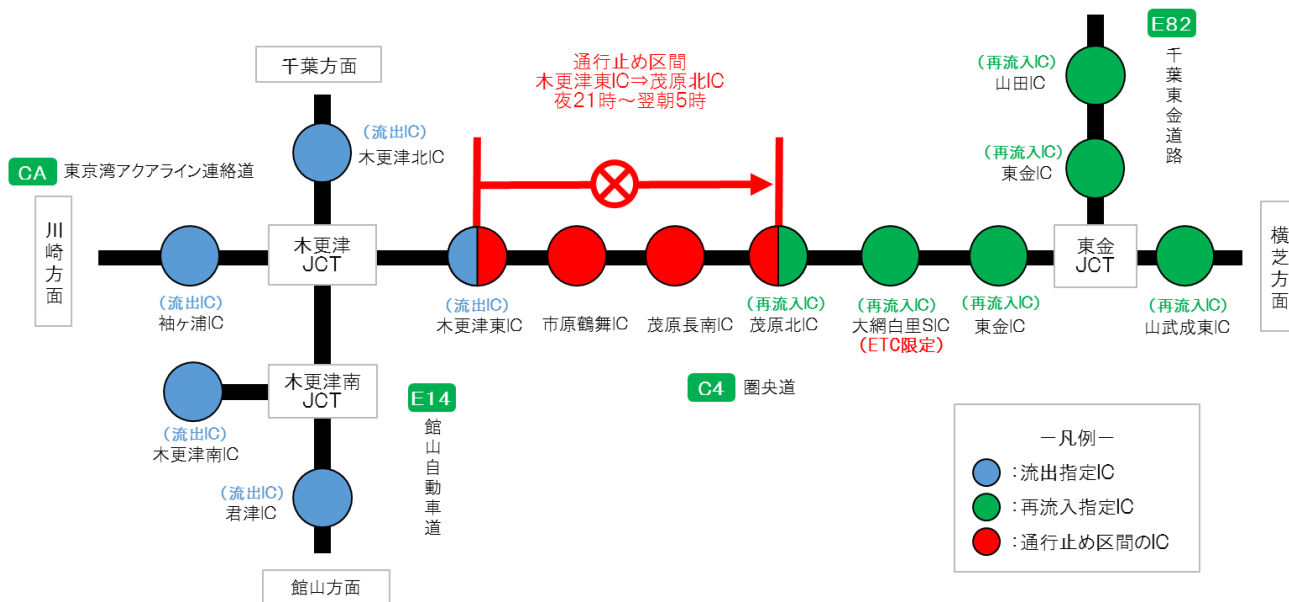 E82
千葉東金道路
千葉方面
通行止め区間
木更津東IC⇒茂原北IC
夜21時～翌朝5時
(再流入IC)
山田IC
(流出IC)
木更津北IC
(再流入IC)
東金IC
CA 東京湾アクアライン連絡道
川崎方面
木更津
JCT
東金
JCT
横芝方面
(流出IC)
袖ヶ浦IC
(流出IC)
木更津東IC
市原鶴舞IC
茂原長南IC
(再流入IC)
茂原北IC
(再流入IC)
大網白里SIC
(ETC限定)
(再流入IC)
東金IC
(再流入IC)
山武成東IC
木更津南
JCT
E14
館山自動車道
C4 圏央道
(流出IC)
木更津南IC
(流出IC)
君津IC
館山方面
－凡例－
：流出指定IC
：再流入指定IC
：通行止め区間のIC